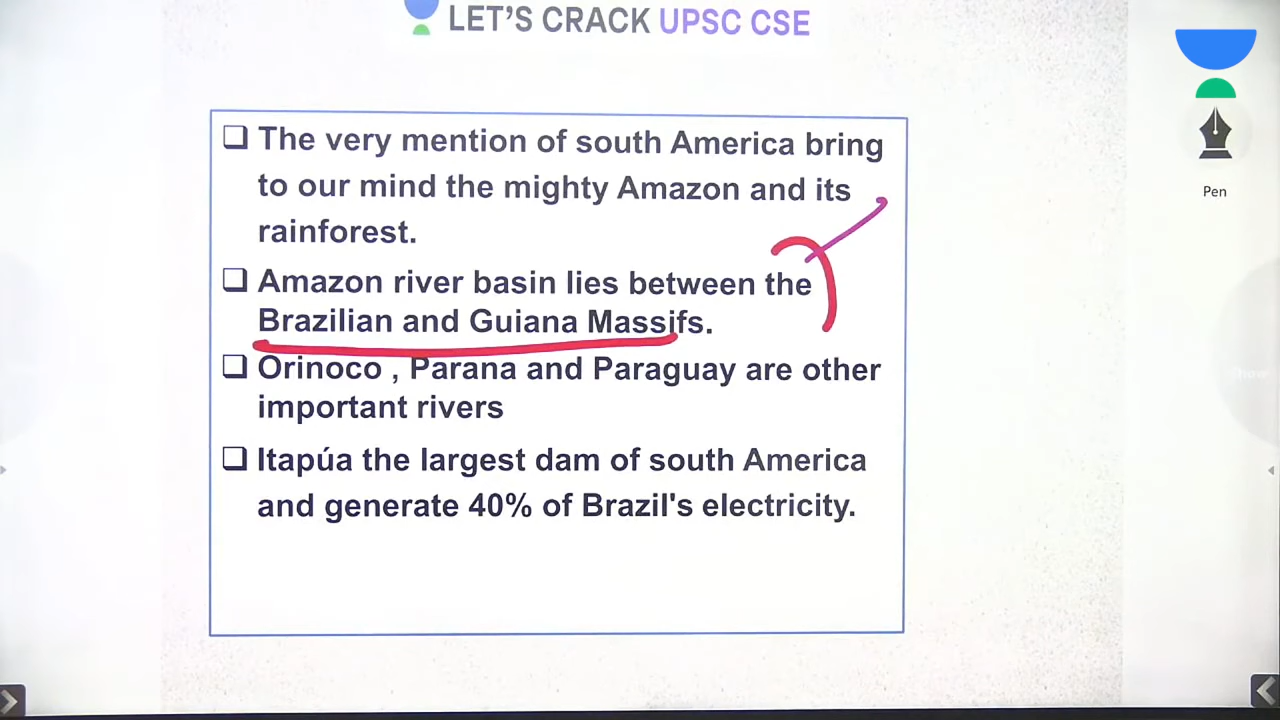 LET'S CRACK UPSC CSE
Pen
The very mention of south America bring
to our mind the mighty Amazon and its
rainforest.
Amazon river basin lies between the
Brazilian and Guiana Massifs.
Orinoco , Parana and Paraguay are other
important rivers
Itapúa the largest dam of south America
and generate 40% of Brazil's electricity.